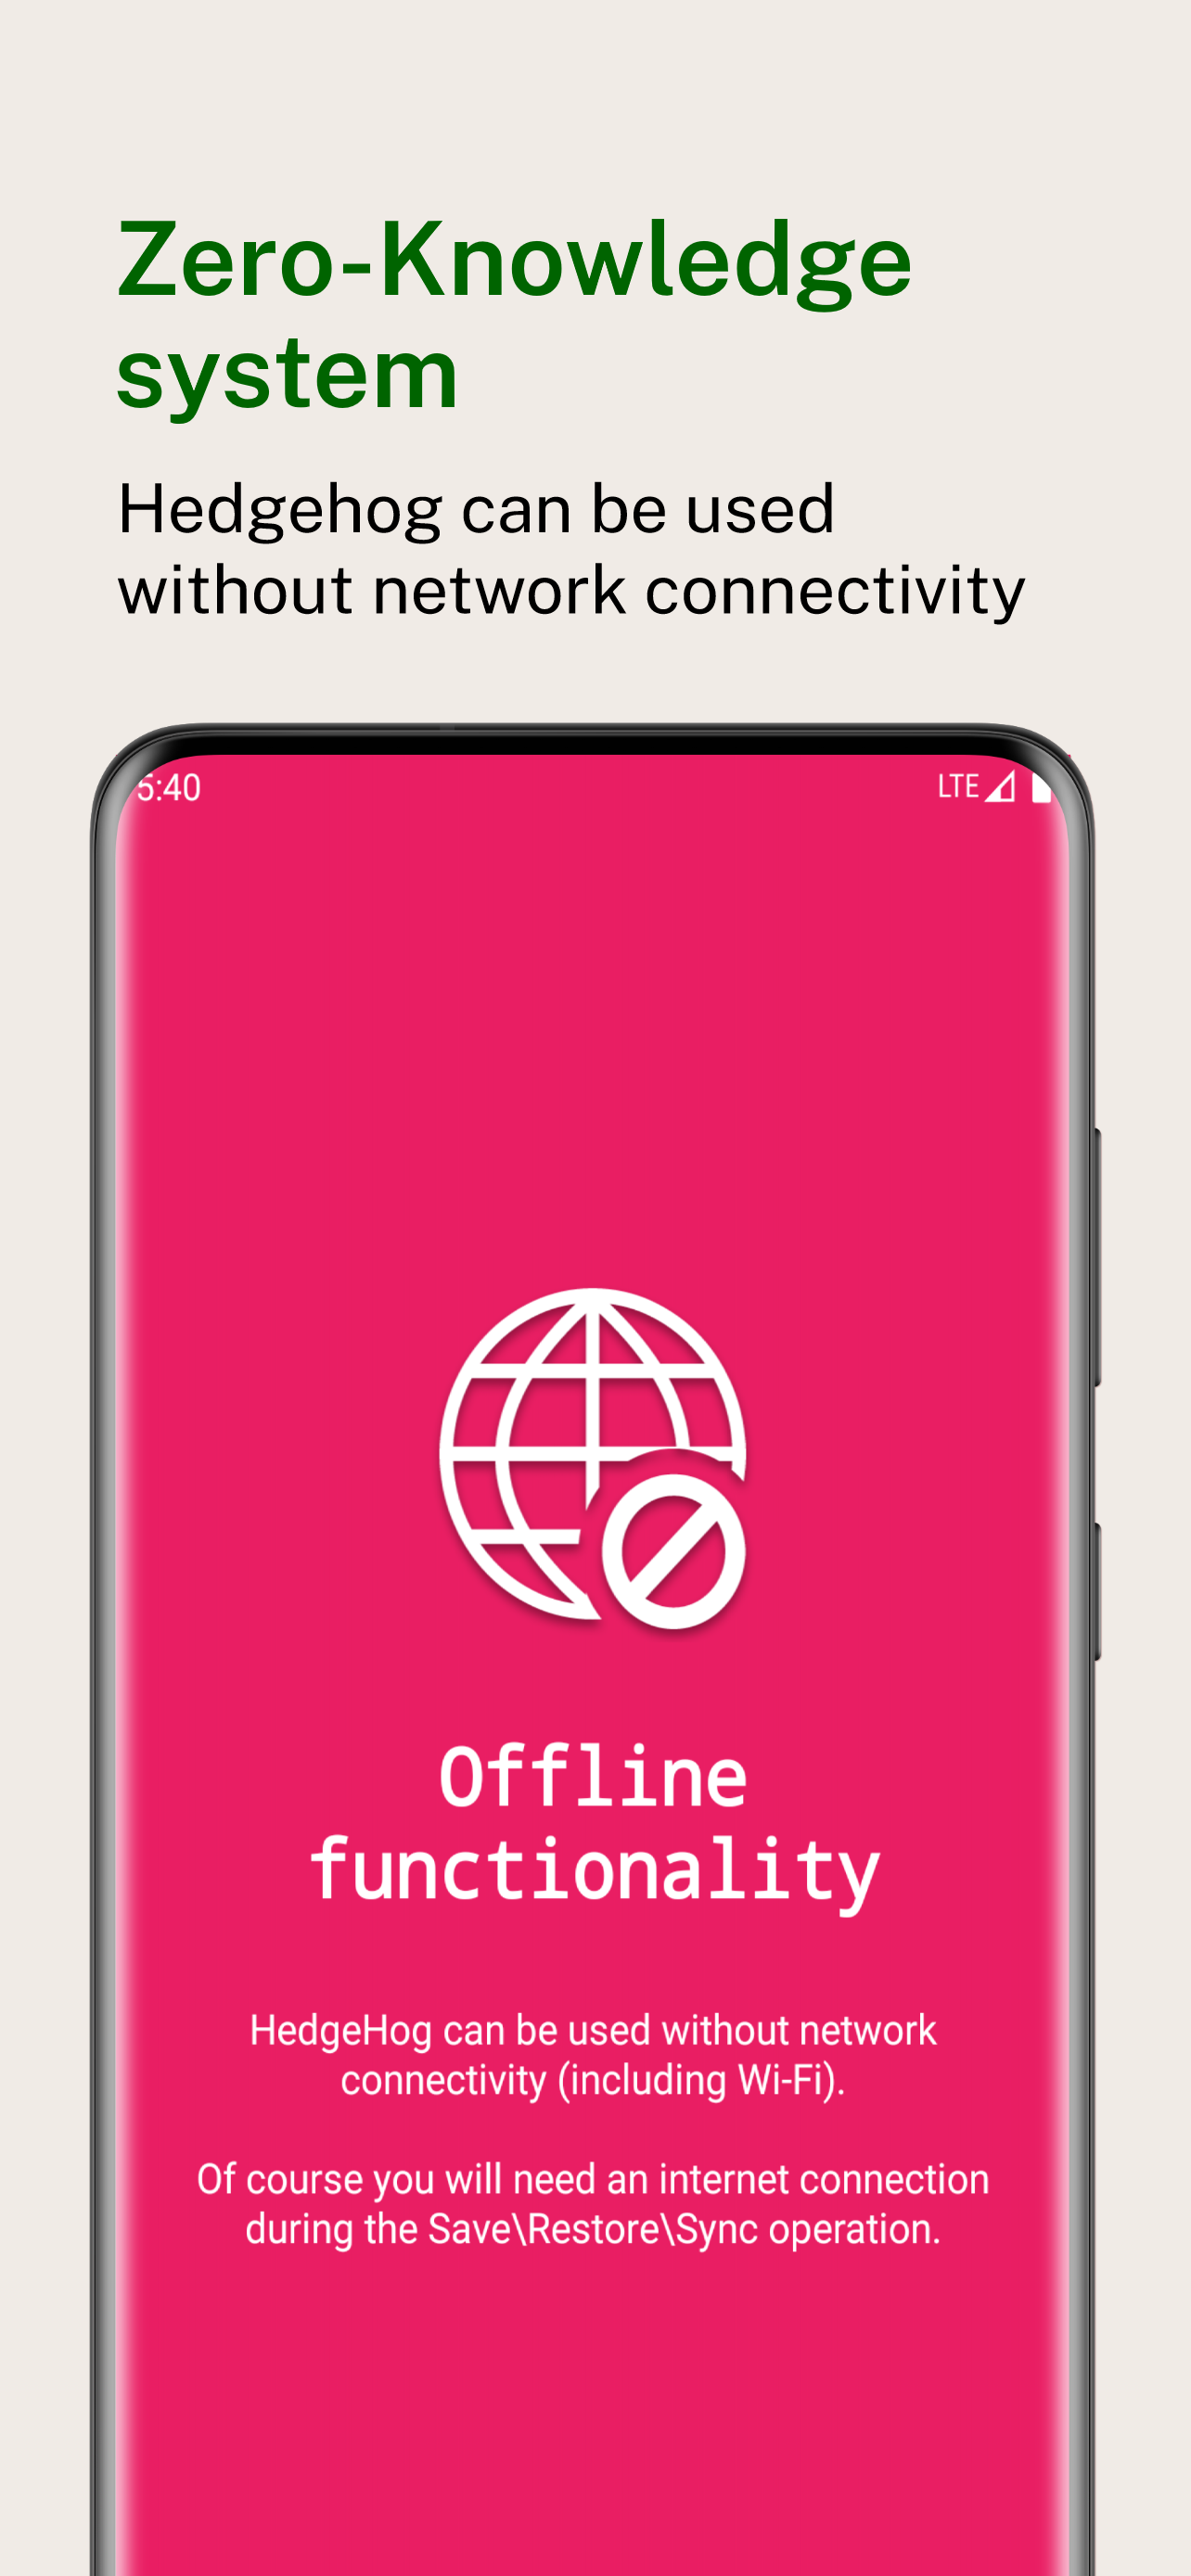 Zero-Knowledge
system
Hedgehog can be used
without network connectivity
5:40
LTE
Offline
functionality
HedgeHog can be used without network
connectivity (including Wi-Fi).
Of course you will need an internet connection
during the Save\Restore\Sync operation.